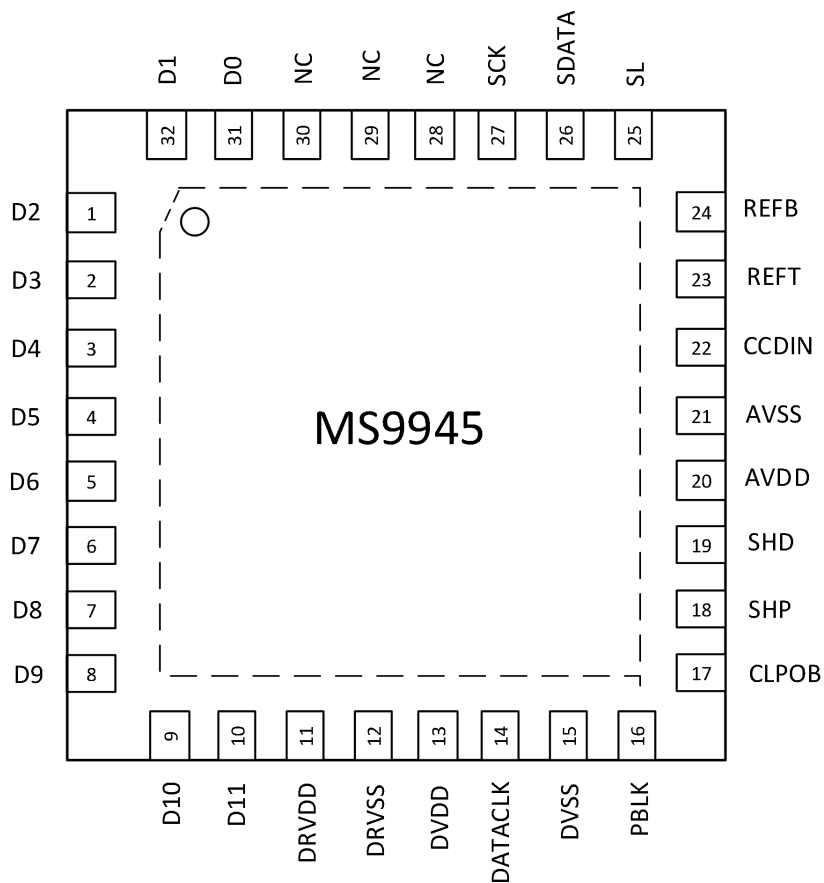 D1 D0 NC NC NC SCK SDATA SL
32 31 30 29 28 27 26 25
D2 1 24 REFB
D3 2 23 REFT
D4 3 22 CCDIN
D5 4 21 AVSS
MS9945
D6 5 20 AVDD
D7 6 19 SHD
D8 7 18 SHP
D9 8 17 CLPOB
9 10 11 12 13 14 15 16
D10 D11 DRVDD DRVSS DVDD DATACLK DVSS PBLK